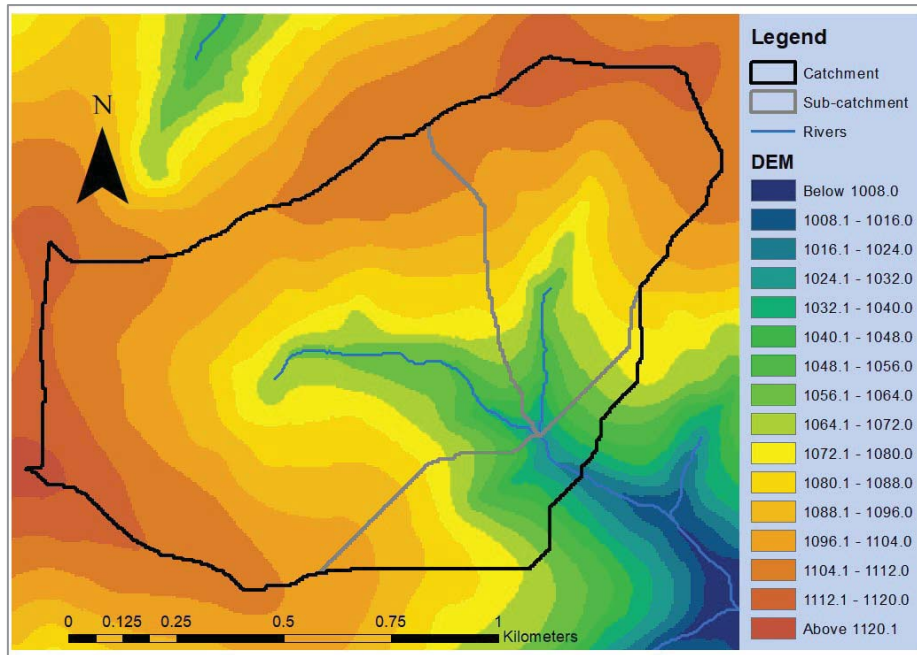 N
0 0.125 0.25 0.5 0.75 1
Kilometers
Legend
Catchment
Sub-catchment
Rivers
DEM
Below 1008.0
1008.1 - 1016.0
1016.1 - 1024.0
1024.1 - 1032.0
1032.1 - 1040.0
1040.1 - 1048.0
1048.1 - 1056.0
1056.1 - 1064.0
1064.1 - 1072.0
1072.1 - 1080.0
1080.1 - 1088.0
1088.1 - 1096.0
1096.1 - 1104.0
1104.1 - 1112.0
1112.1 - 1120.0
Above 1120.1